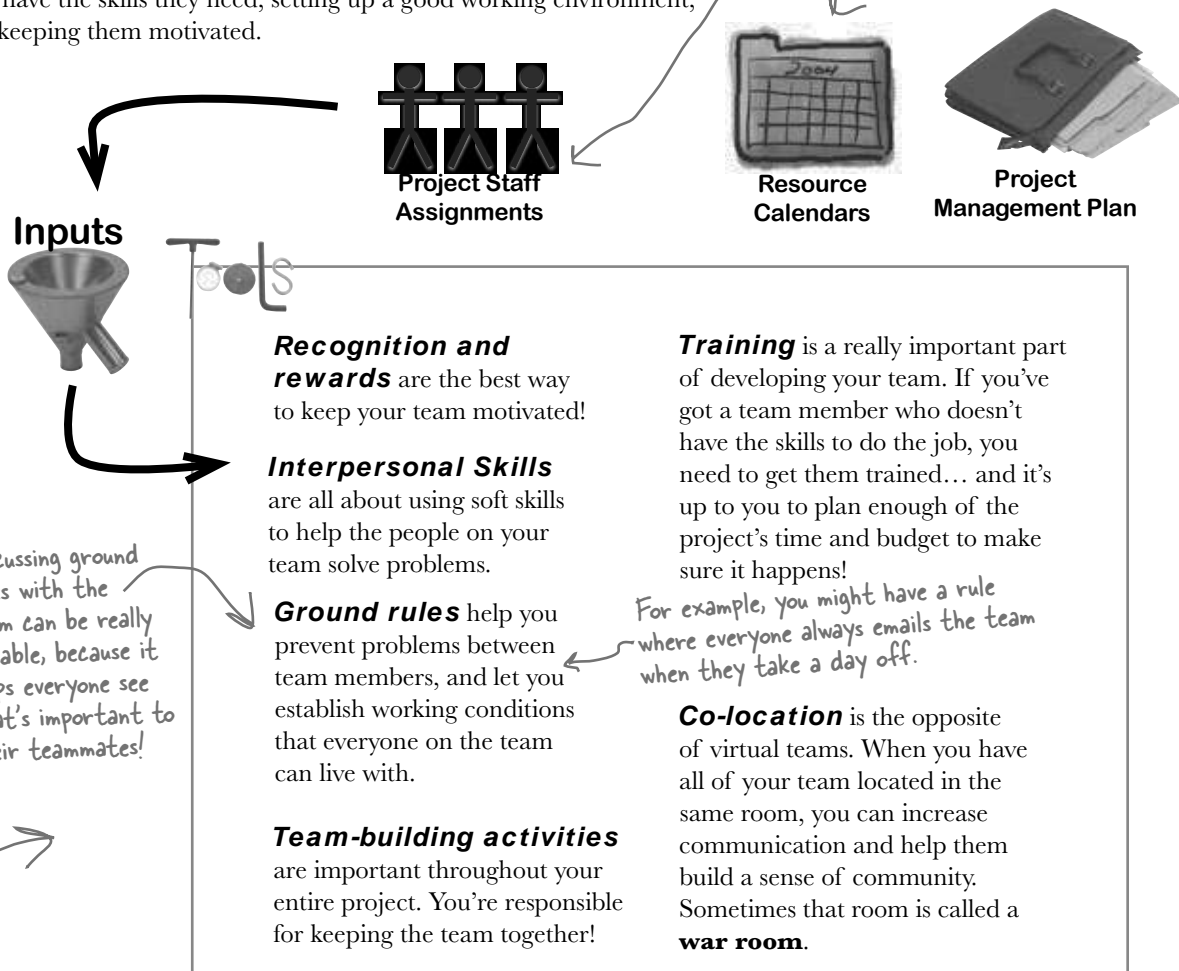 have the skills they need, setting up a good working environment,
keeping them motivated.
2004
Project Staff
Assignments
Resource
Calendars
Project
Management Plan
Inputs
Tools
Recognition and
rewards are the best way
to keep your team motivated!
Interpersonal Skills
are all about using soft skills
to help the people on your
team solve problems.
Ground rules help you
prevent problems between
team members, and let you
establish working conditions
that everyone on the team
can live with.
Team-building activities
are important throughout your
entire project. You're responsible
for keeping the team together!
Training is a really important part
of developing your team. If you've
got a team member who doesn't
have the skills to do the job, you
need to get them trained… and it's
up to you to plan enough of the
project's time and budget to make
sure it happens!
For example, you might have a rule
where everyone always emails the team
when they take a day off.
Co-location is the opposite
of virtual teams. When you have
all of your team located in the
same room, you can increase
communication and help them
build a sense of community.
Sometimes that room is called a
war room.
ground
with the
can be really
because it
everyone see
important to
teammates!